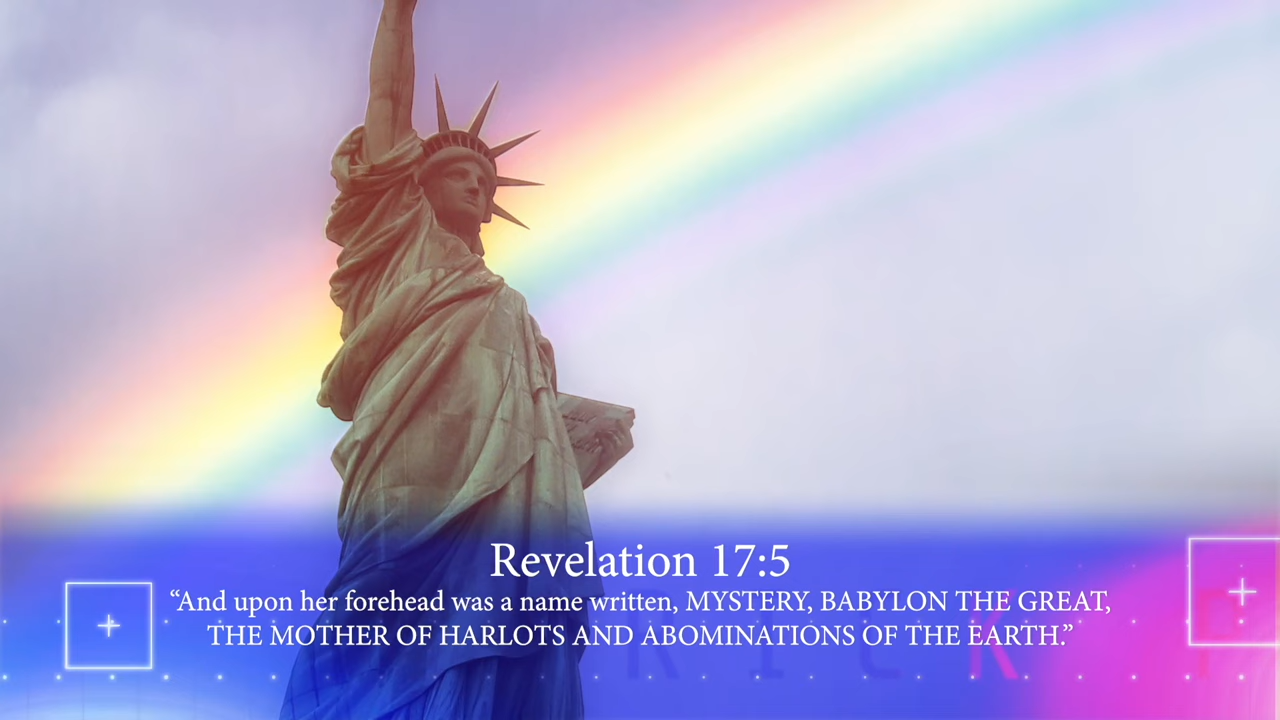 Revelation 17:5
“And upon her forehead was a name written, MYSTERY, BABYLON THE GREAT,
THE MOTHER OF HARLOTS AND ABOMINATIONS OF THE EARTH.”